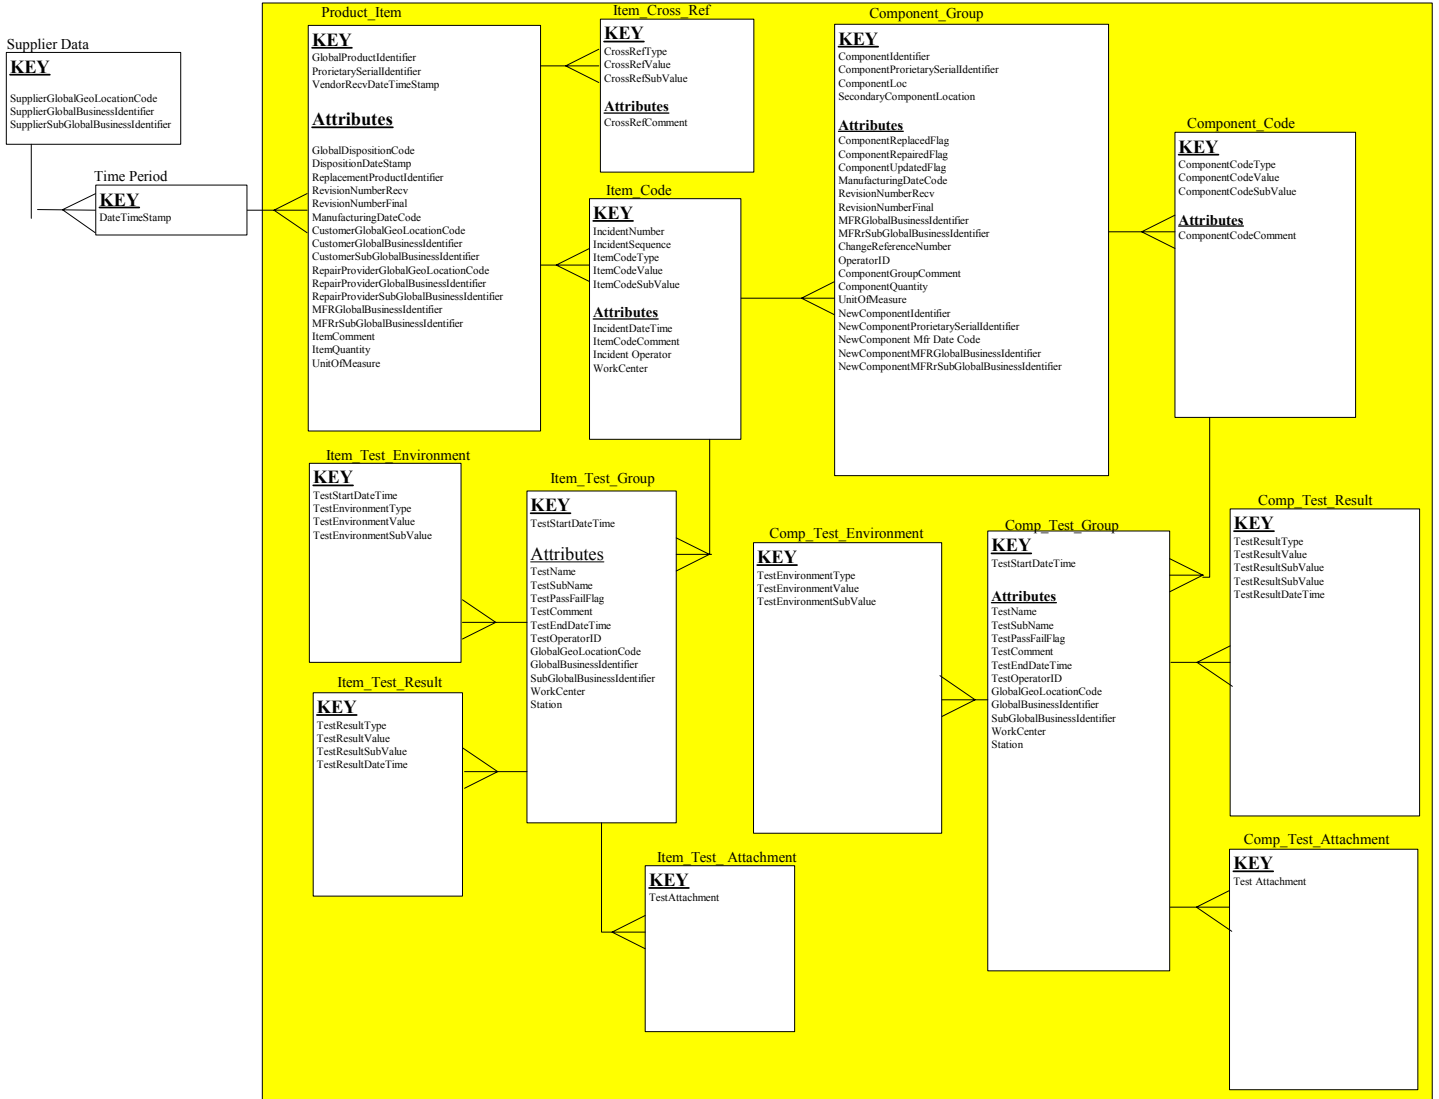 Supplier Data
KEY
SupplierGlobalGeoLocationCode
SupplierGlobalBusinessIdentifier
SupplierSubGlobalBusinessIdentifier
Time Period
KEY
DateTimeStamp
Product_Item
KEY
GlobalProductIdentifier
ProrietarySerialIdentifier
VendorRecvDateTimeStamp
Attributes
GlobalDispositionCode
DispositionDateStamp
ReplacementProductIdentifier
RevisionNumberRecv
RevisionNumberFinal
ManufacturingDateCode
CustomerGlobalGeoLocationCode
CustomerGlobalBusinessIdentifier
CustomerSubGlobalBusinessIdentifier
RepairProviderGlobalGeoLocationCode
RepairProviderGlobalBusinessIdentifier
RepairProviderSubGlobalBusinessIdentifier
MFRGlobalBusinessIdentifier
MFRrSubGlobalBusinessIdentifier
ItemComment
ItemQuantity
UnitOfMeasure
Item_Cross_Ref
KEY
CrossRefType
CrossRefValue
CrossRefSubValue
Attributes
CrossRefComment
Item_Code
KEY
IncidentNumber
IncidentSequence
ItemCodeType
ItemCodeValue
ItemCodeSubValue
Attributes
IncidentDateTime
ItemCodeComment
Incident Operator
WorkCenter
Component_Group
KEY
ComponentIdentifier
ComponentProrietarySerialIdentifier
ComponentLoc
SecondaryComponentLocation
Attributes
ComponentReplacedFlag
ComponentRepairedFlag
ComponentUpdatedFlag
ManufacturingDateCode
RevisionNumberRecv
RevisionNumberFinal
MFRGlobalBusinessIdentifier
MFRrSubGlobalBusinessIdentifier
ChangeReferenceNumber
OperatorID
ComponentGroupComment
ComponentQuantity
UnitOfMeasure
NewComponentIdentifier
NewComponentProrietarySerialIdentifier
NewComponent Mfr Date Code
NewComponentMFRGlobalBusinessIdentifier
NewComponentMFRrSubGlobalBusinessIdentifier
Component_Code
KEY
ComponentCodeType
ComponentCodeValue
ComponentCodeSubValue
Attributes
ComponentCodeComment
Item_Test_Environment
KEY
TestStartDateTime
TestEnvironmentType
TestEnvironmentValue
TestEnvironmentSubValue
Item_Test_Result
KEY
TestResultType
TestResultValue
TestResultSubValue
TestResultDateTime
Item_Test_Group
KEY
TestStartDateTime
Attributes
TestName
TestSubName
TestPassFailFlag
TestComment
TestEndDateTime
TestOperatorID
GlobalGeoLocationCode
GlobalBusinessIdentifier
SubGlobalBusinessIdentifier
WorkCenter
Station
Item_Test_Attachment
KEY
TestAttachment
Comp_Test_Environment
KEY
TestEnvironmentType
TestEnvironmentValue
TestEnvironmentSubValue
Comp_Test_Group
KEY
TestStartDateTime
Attributes
TestName
TestSubName
TestPassFailFlag
TestComment
TestEndDateTime
TestOperatorID
GlobalGeoLocationCode
GlobalBusinessIdentifier
SubGlobalBusinessIdentifier
WorkCenter
Station
Comp_Test_Result
KEY
TestResultType
TestResultValue
TestResultSubValue
TestResultSubValue
TestResultDateTime
Comp_Test_Attachment
KEY
Test Attachment